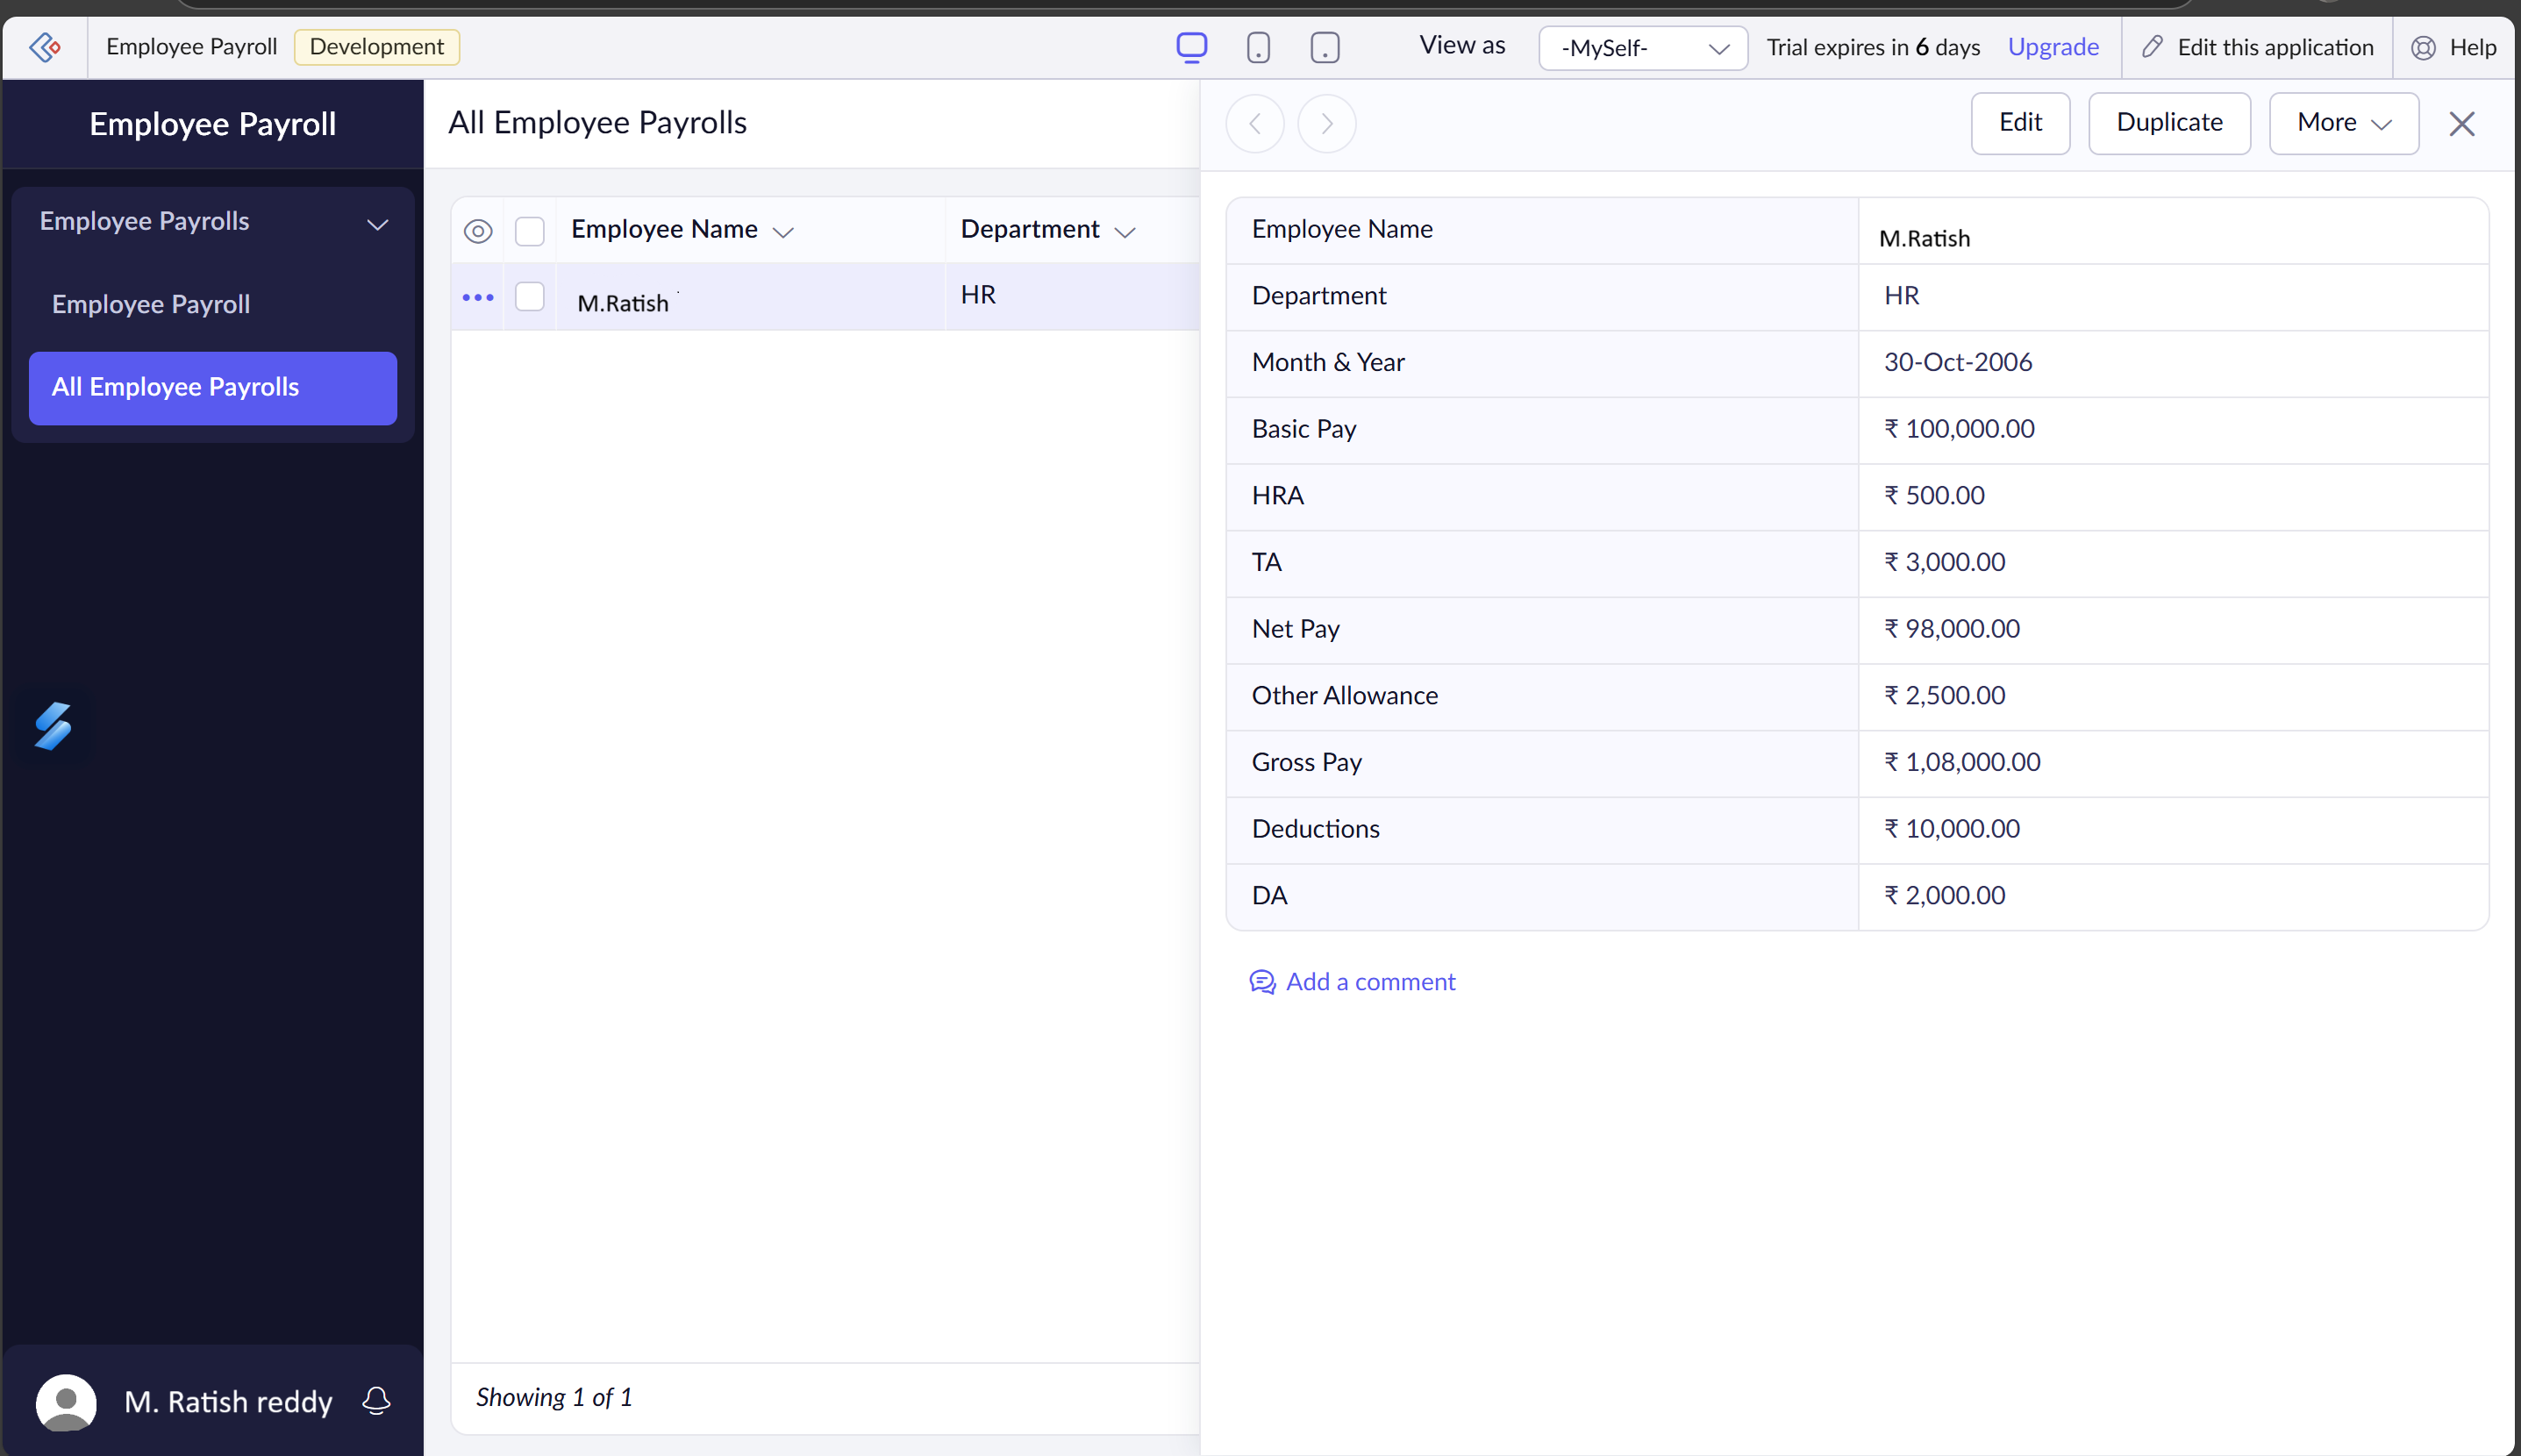 Employee Payroll Development View as -MySelf- Trial expires in 6 days Upgrade Edit this application Help
Employee Payroll
Employee Payrolls
Employee Payroll
All Employee Payrolls
M. Ratish reddy
All Employee Payrolls
Employee Name Department
M.Ratish HR
Showing 1 of 1
Edit Duplicate More
Employee Name M.Ratish
Department HR
Month & Year 30-Oct-2006
Basic Pay ₹ 100,000.00
HRA ₹ 500.00
TA ₹ 3,000.00
Net Pay ₹ 98,000.00
Other Allowance ₹ 2,500.00
Gross Pay ₹ 1,08,000.00
Deductions ₹ 10,000.00
DA ₹ 2,000.00
Add a comment